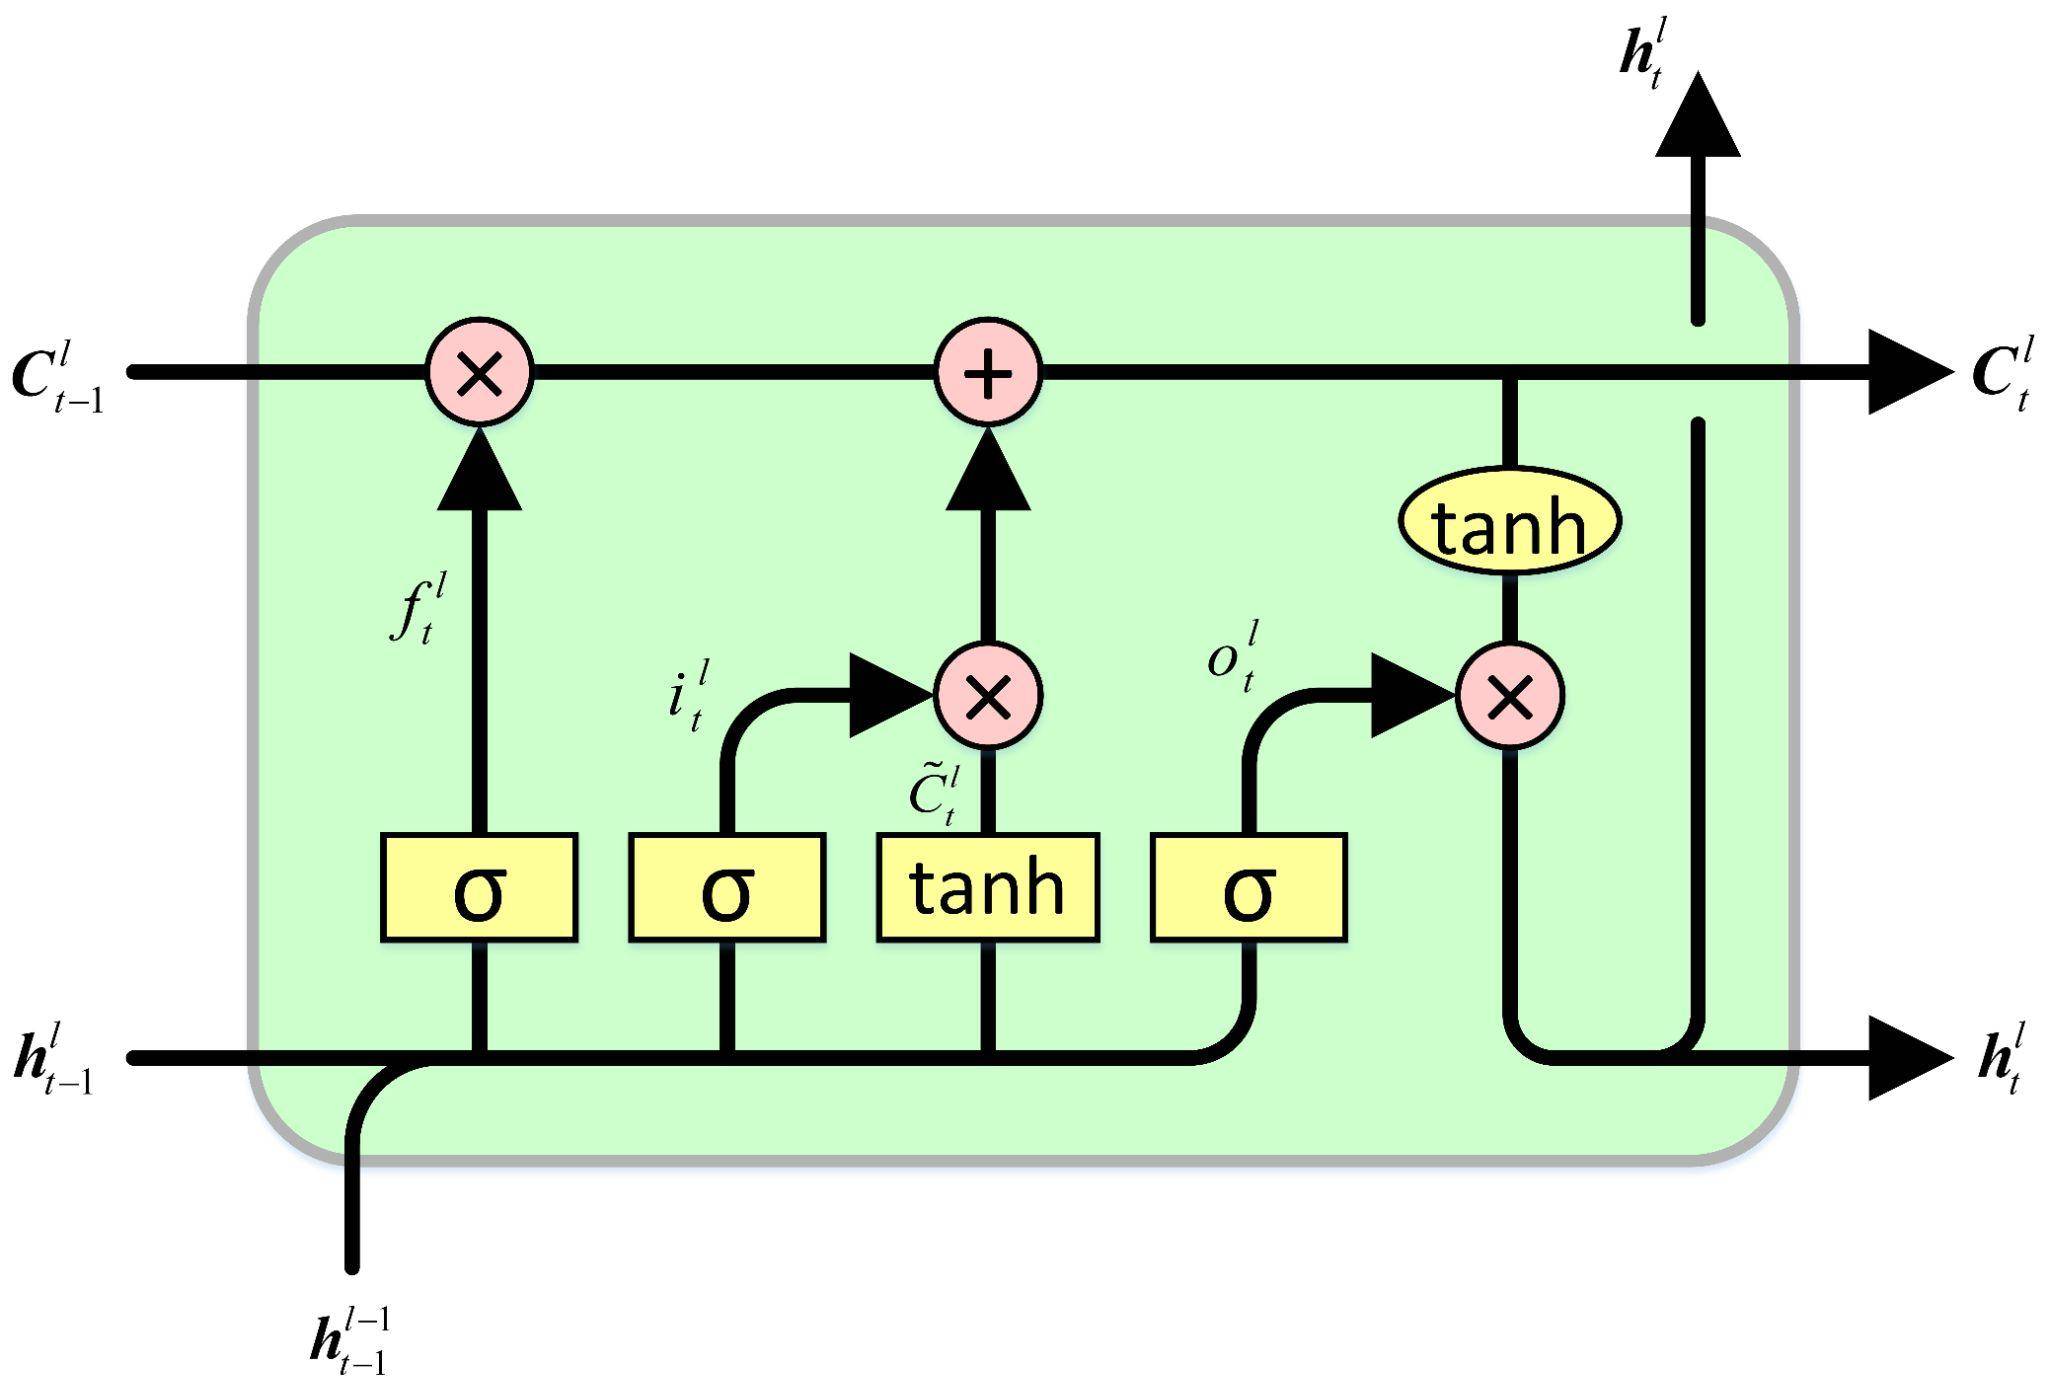 h_t^l
C_{t-1}^l
×
+
C_t^l
tanh
f_t^l
i_t^l
×
o_t^l
×
C̃_t^l
σ
σ
tanh
σ
h_{t-1}^l
h_t^l
h_{t-1}^{l-1}